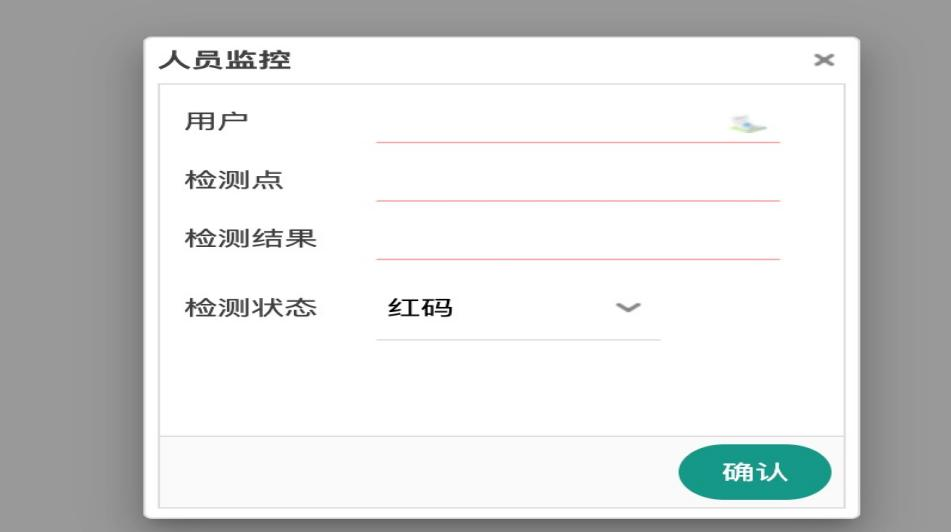 人员监控
用户
检测点
检测结果
检测状态 红码
确认